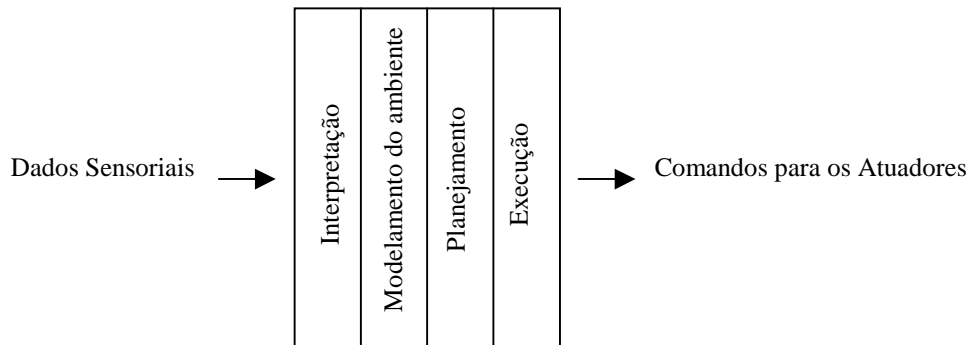 Dados Sensoriais
Interpretação
Modelamento do ambiente
Planejamento
Execução
Comandos para os Atuadores